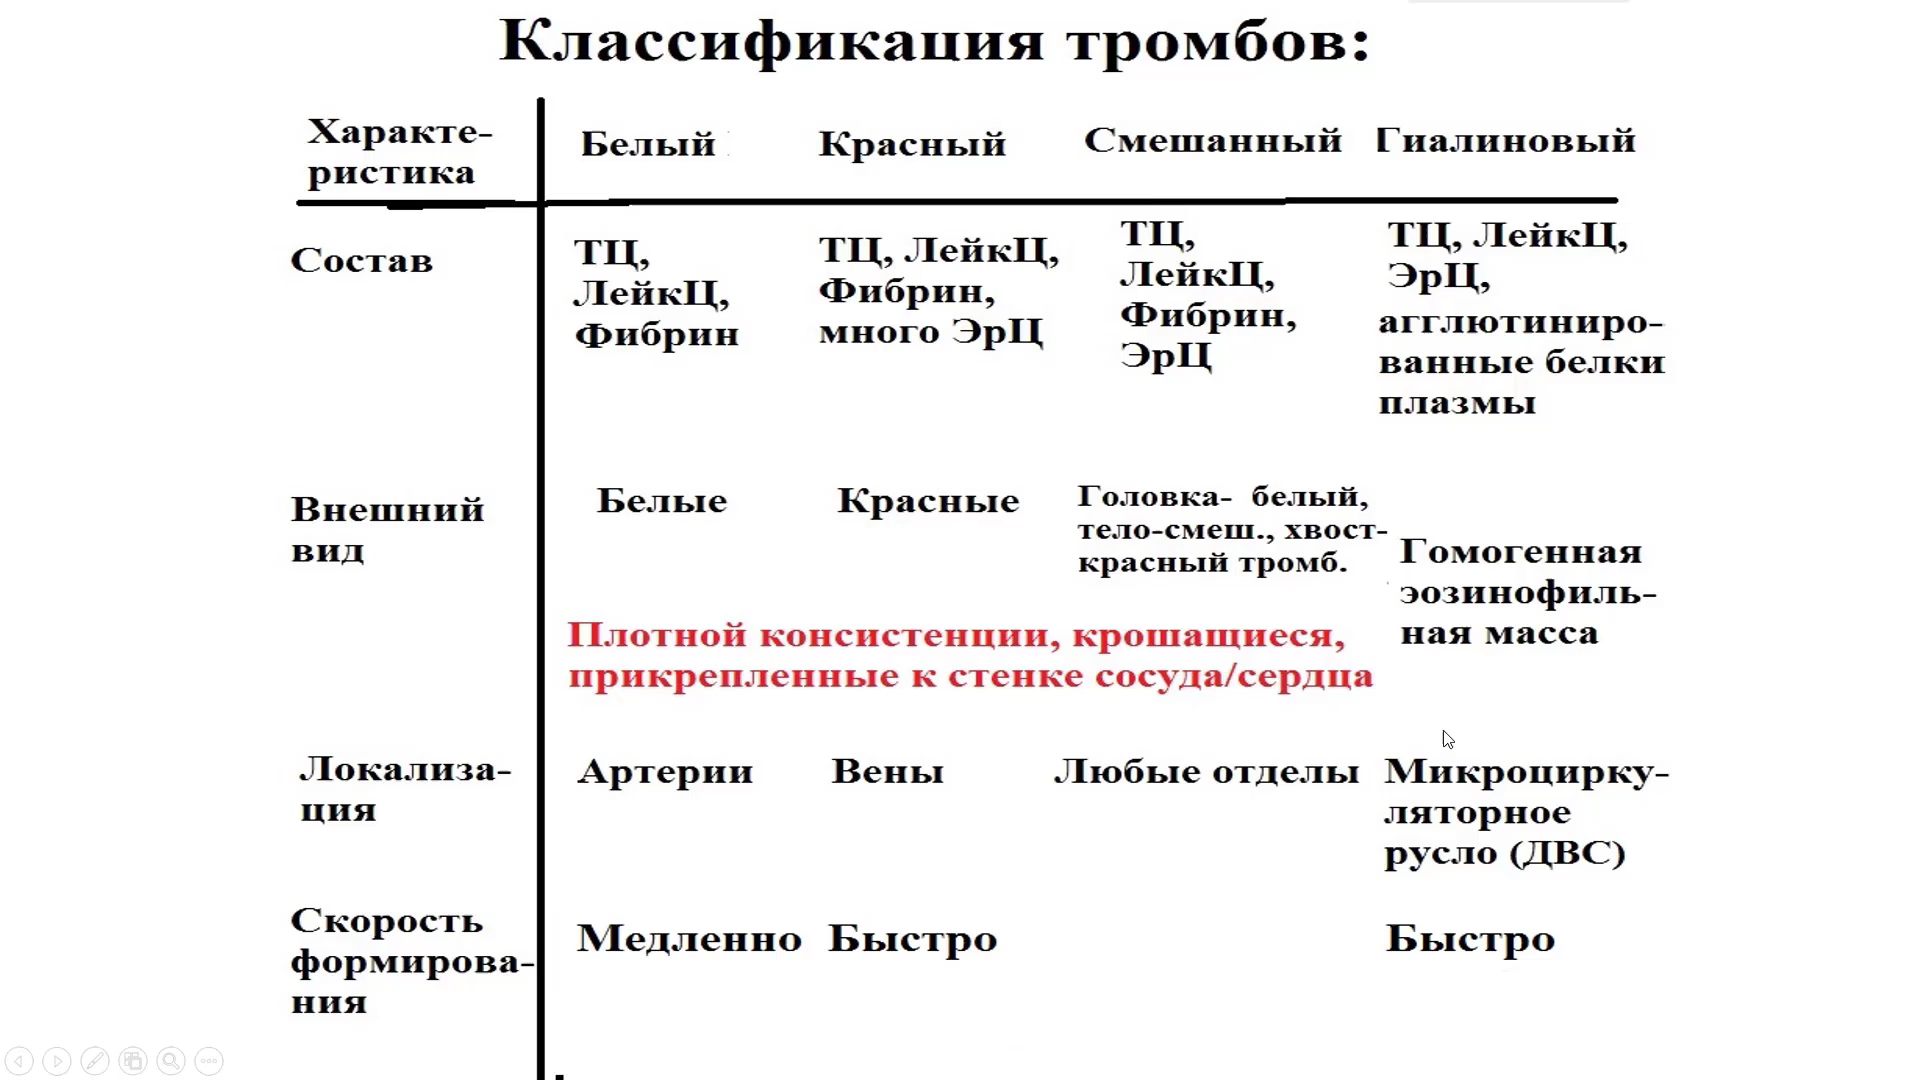 Классификация тромбов:
Характе-
ристика
Белый
Красный
Смешанный
Гиалиновый
Состав
ТЦ,
ЛейкЦ,
Фибрин
ТЦ, ЛейкЦ,
Фибрин,
много ЭрЦ
ТЦ,
ЛейкЦ,
Фибрин,
ЭрЦ
ТЦ, ЛейкЦ,
ЭрЦ,
агглютиниро-
ванные белки
плазмы
Внешний
вид
Белые
Красные
Головка- белый,
тело-смеш., хвост-
красный тромб.
Гомогенная
эозинофиль-
ная масса
Плотной консистенции, крошащиеся,
прикрепленные к стенке сосуда/сердца
Локализа-
ция
Артерии
Вены
Любые отделы
Микроцирку-
ляторное
русло (ДВС)
Скорость
формирова-
ния
Медленно
Быстро
Быстро